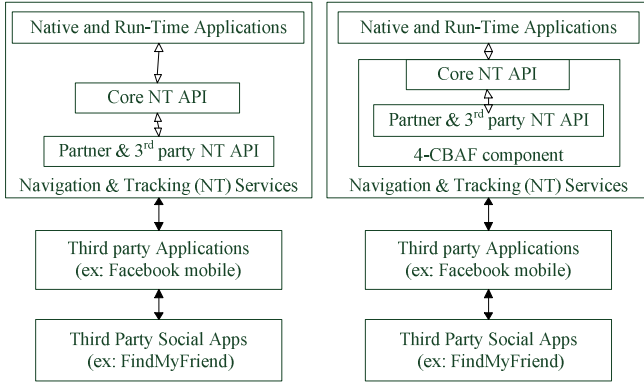 Native and Run-Time Applications
Core NT API
Partner & 3rd party NT API
Navigation & Tracking (NT) Services
Third party Applications
(ex: Facebook mobile)
Third Party Social Apps
(ex: FindMyFriend)
Native and Run-Time Applications
Core NT API
Partner & 3rd party NT API
4-CBAF component
Navigation & Tracking (NT) Services
Third party Applications
(ex: Facebook mobile)
Third Party Social Apps
(ex: FindMyFriend)